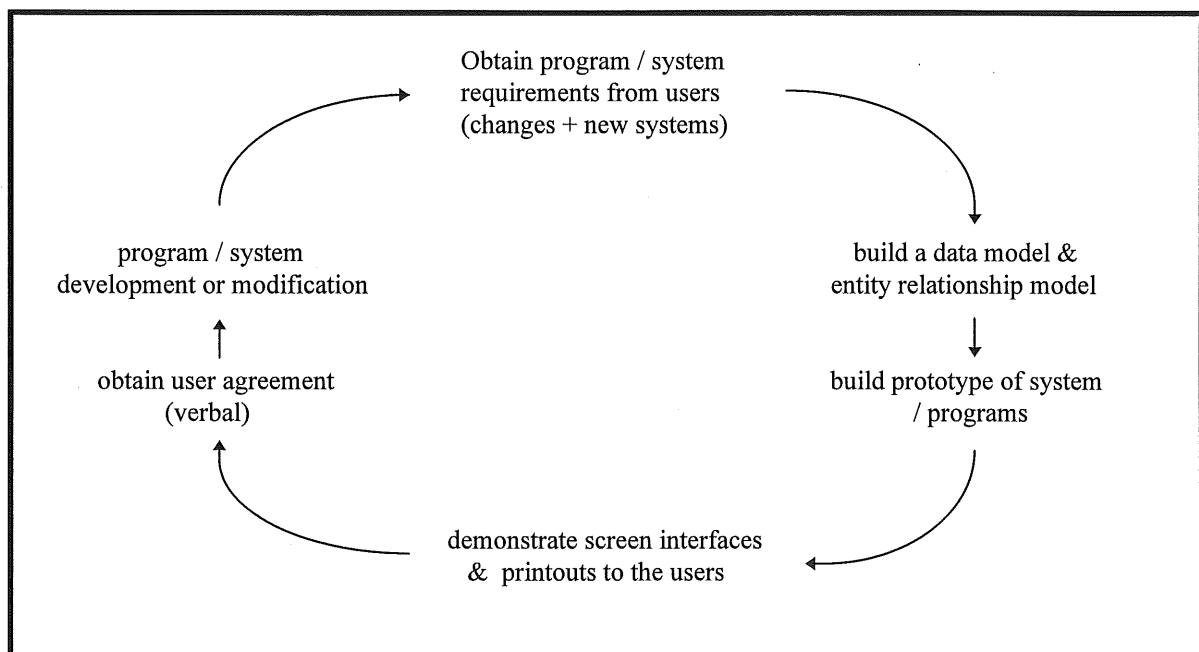 Obtain program / system
requirements from users
(changes + new systems)
build a data model &
entity relationship model
build prototype of system
/ programs
demonstrate screen interfaces
& printouts to the users
obtain user agreement
(verbal)
program / system
development or modification